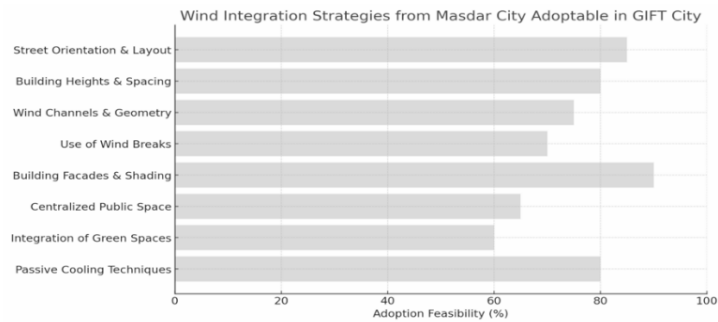 Wind Integration Strategies from Masdar City Adoptable in GIFT City
Street Orientation & Layout
Building Heights & Spacing
Wind Channels & Geometry
Use of Wind Breaks
Building Facades & Shading
Centralized Public Space
Integration of Green Spaces
Passive Cooling Techniques
0 20 40 60 80 100
Adoption Feasibility (%)